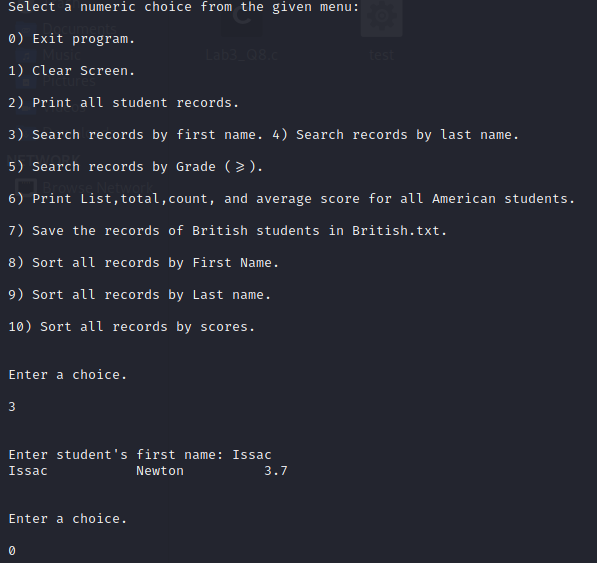 Select a numeric choice from the given menu:
0) Exit program.
Lab3_Q8.c
test
1) Clear Screen.
2) Print all student records.
3) Search records by first name. 4) Search records by last name.
5) Search records by Grade (>=).
Browse Network
6) Print List,total,count, and average score for all American students.
7) Save the records of British students in British.txt.
8) Sort all records by First Name.
9) Sort all records by Last name.
10) Sort all records by scores.
Enter a choice.
3
Enter student's first name: Issac
Issac Newton 3.7
Enter a choice.
0